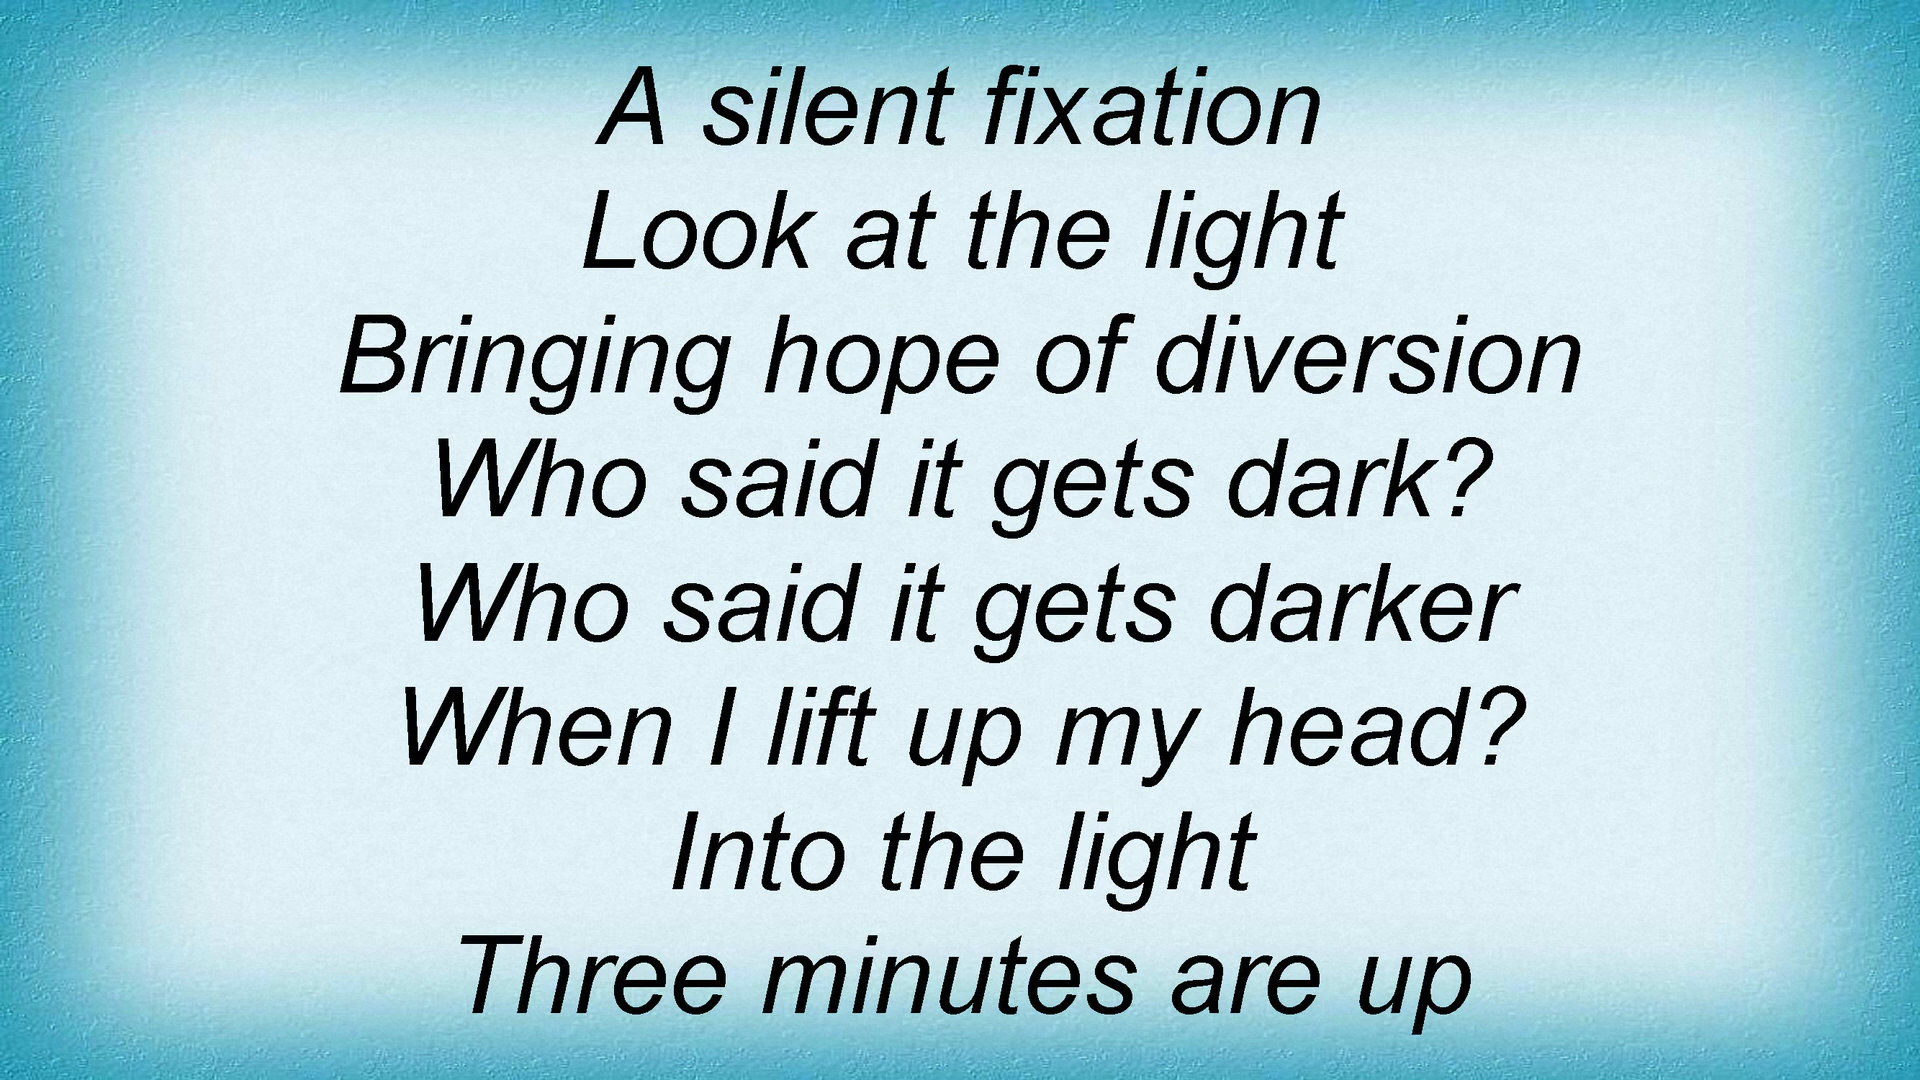 A silent fixation
Look at the light
Bringing hope of diversion
Who said it gets dark?
Who said it gets darker
When I lift up my head?
Into the light
Three minutes are up